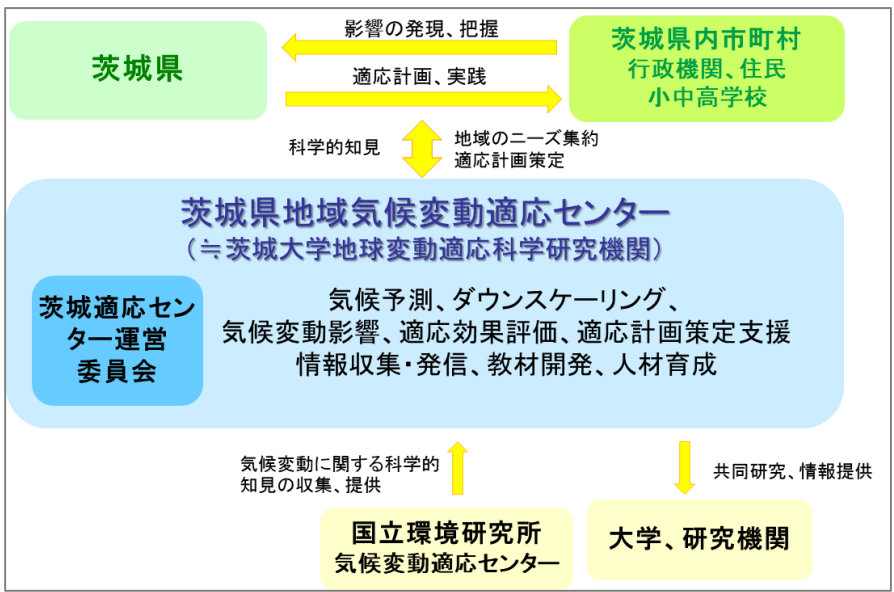 影響の発現、把握
茨城県
適応計画、実践
茨城県内市町村
行政機関、住民
小中高学校
科学的知見
地域のニーズ集約
適応計画策定
茨城県地域気候変動適応センター
（≒茨城大学地球変動適応科学研究機関）
茨城適応セン
ター運営
委員会
気候予測、ダウンスケーリング、
気候変動影響、適応効果評価、適応計画策定支援
情報収集・発信、教材開発、人材育成
気候変動に関する科学的
知見の収集、提供
共同研究、情報提供
国立環境研究所
気候変動適応センター
大学、研究機関